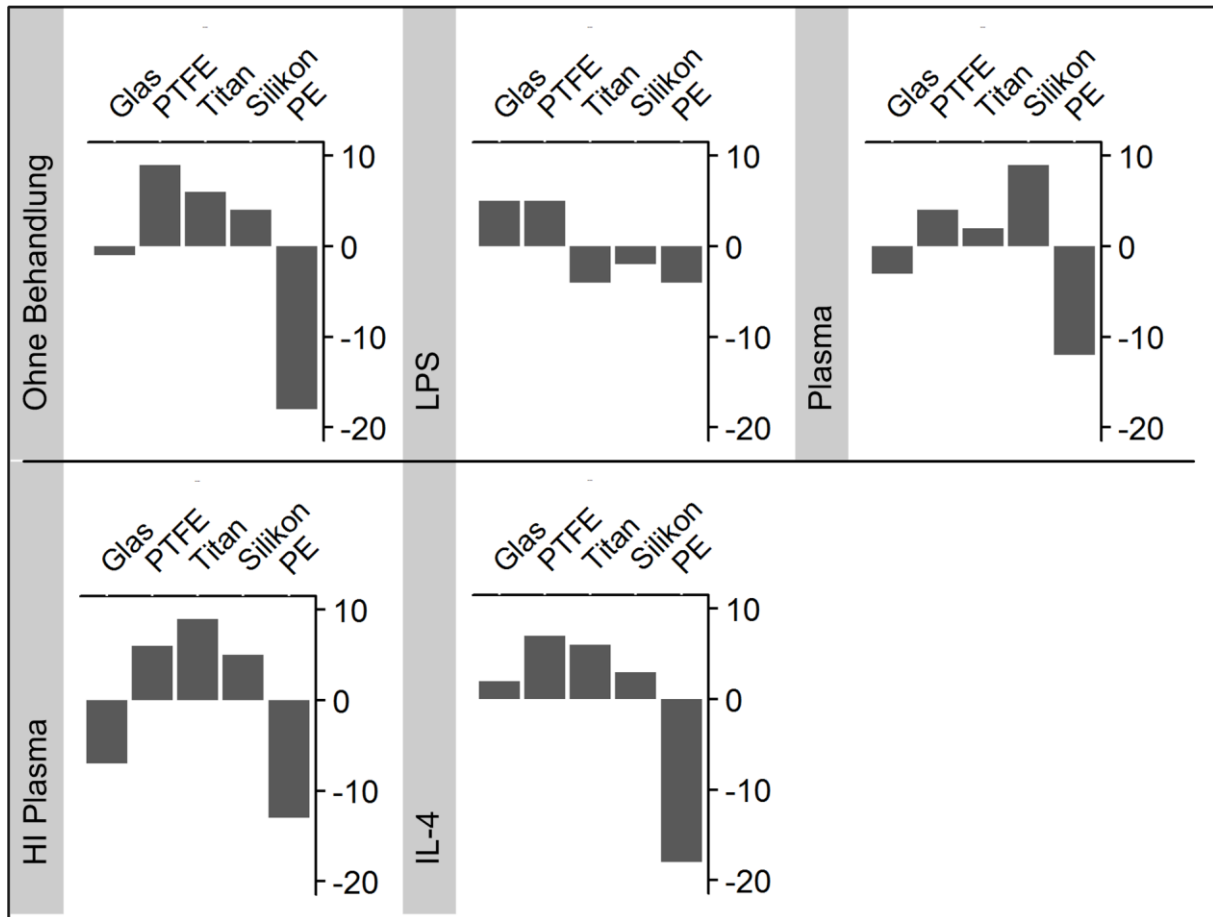 Ohne Behandlung
Glas
PTFE
Titan
Silikon
PE
10
0
-10
-20
LPS
Glas
PTFE
Titan
Silikon
PE
10
0
-10
-20
Plasma
Glas
PTFE
Titan
Silikon
PE
10
0
-10
-20
HI Plasma
Glas
PTFE
Titan
Silikon
PE
10
0
-10
-20
IL-4
Glas
PTFE
Titan
Silikon
PE
10
0
-10
-20